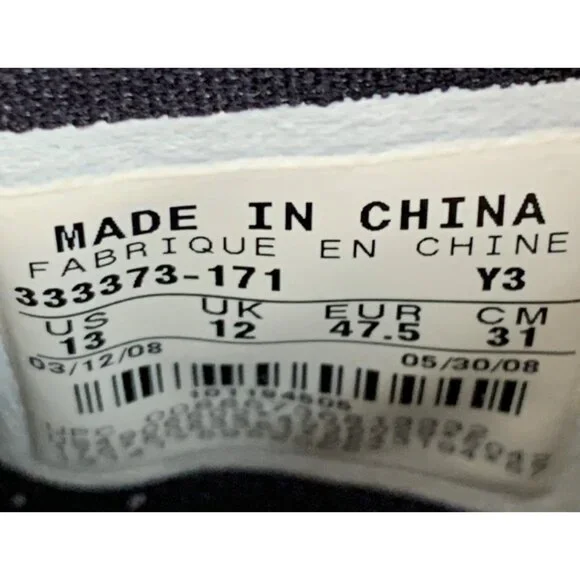 MADE IN CHINA
FABRIQUE EN CHINE
333373-171 Y3
US UK EUR CM
13 12 47.5 31
03/12/08 05/30/08